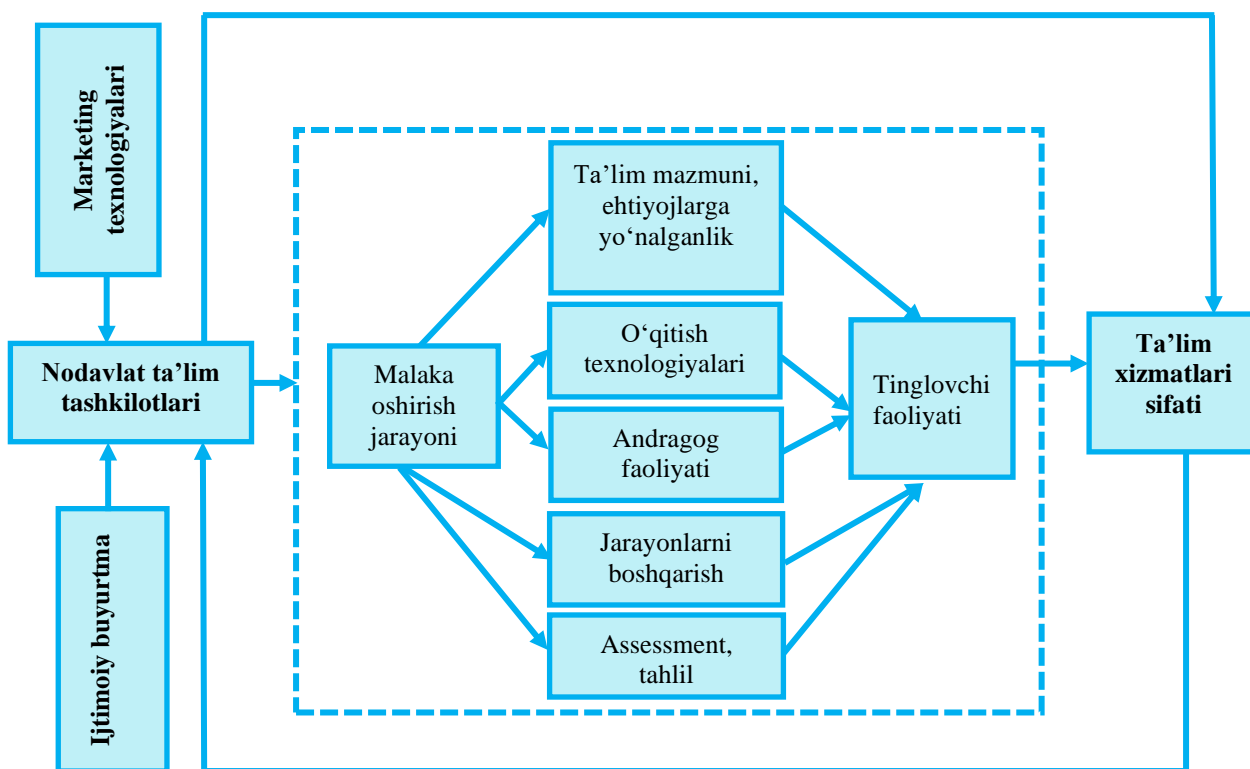 Marketing
texnologiyalari
Nodavlat ta’lim
tashkilotlari
Ijtimoiy buyurtma
Malaka
oshirish
jarayoni
Ta’lim mazmuni,
ehtiyojlarga
yo‘nalganlik
O‘qitish
texnologiyalari
Andragog
faoliyati
Jarayonlarni
boshqarish
Assessment,
tahlil
Tinglovchi
faoliyati
Ta’lim
xizmatlari
sifati